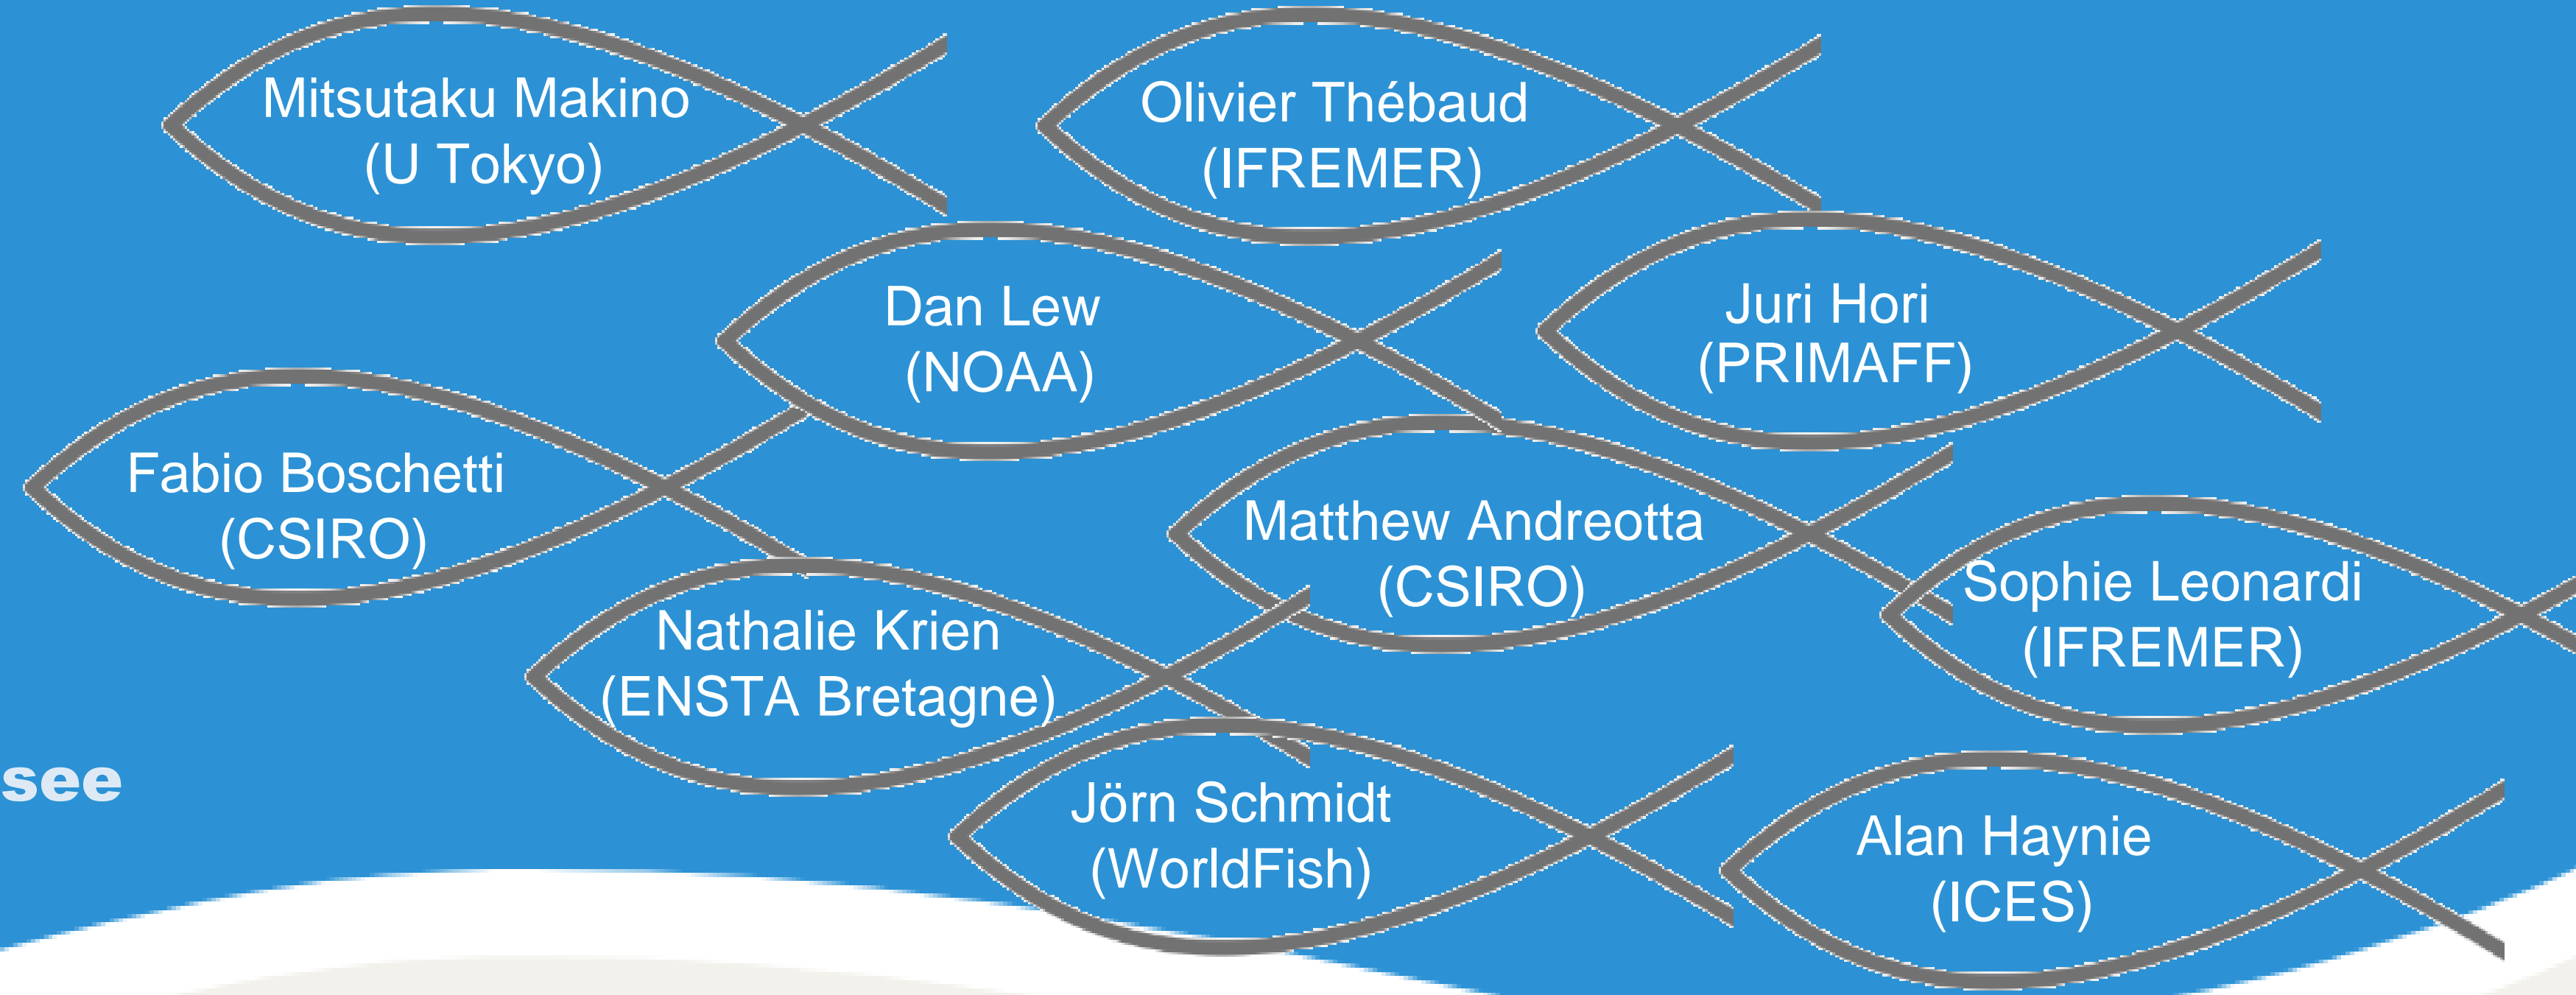 Mitsutaku Makino
(U Tokyo)
Olivier Thébaud
(IFREMER)
Dan Lew
(NOAA)
Juri Hori
(PRIMAFF)
Fabio Boschetti
(CSIRO)
Matthew Andreotta
(CSIRO)
Sophie Leonardi
(IFREMER)
Nathalie Krien
(ENSTA Bretagne)
see
Jörn Schmidt
(WorldFish)
Alan Haynie
(ICES)